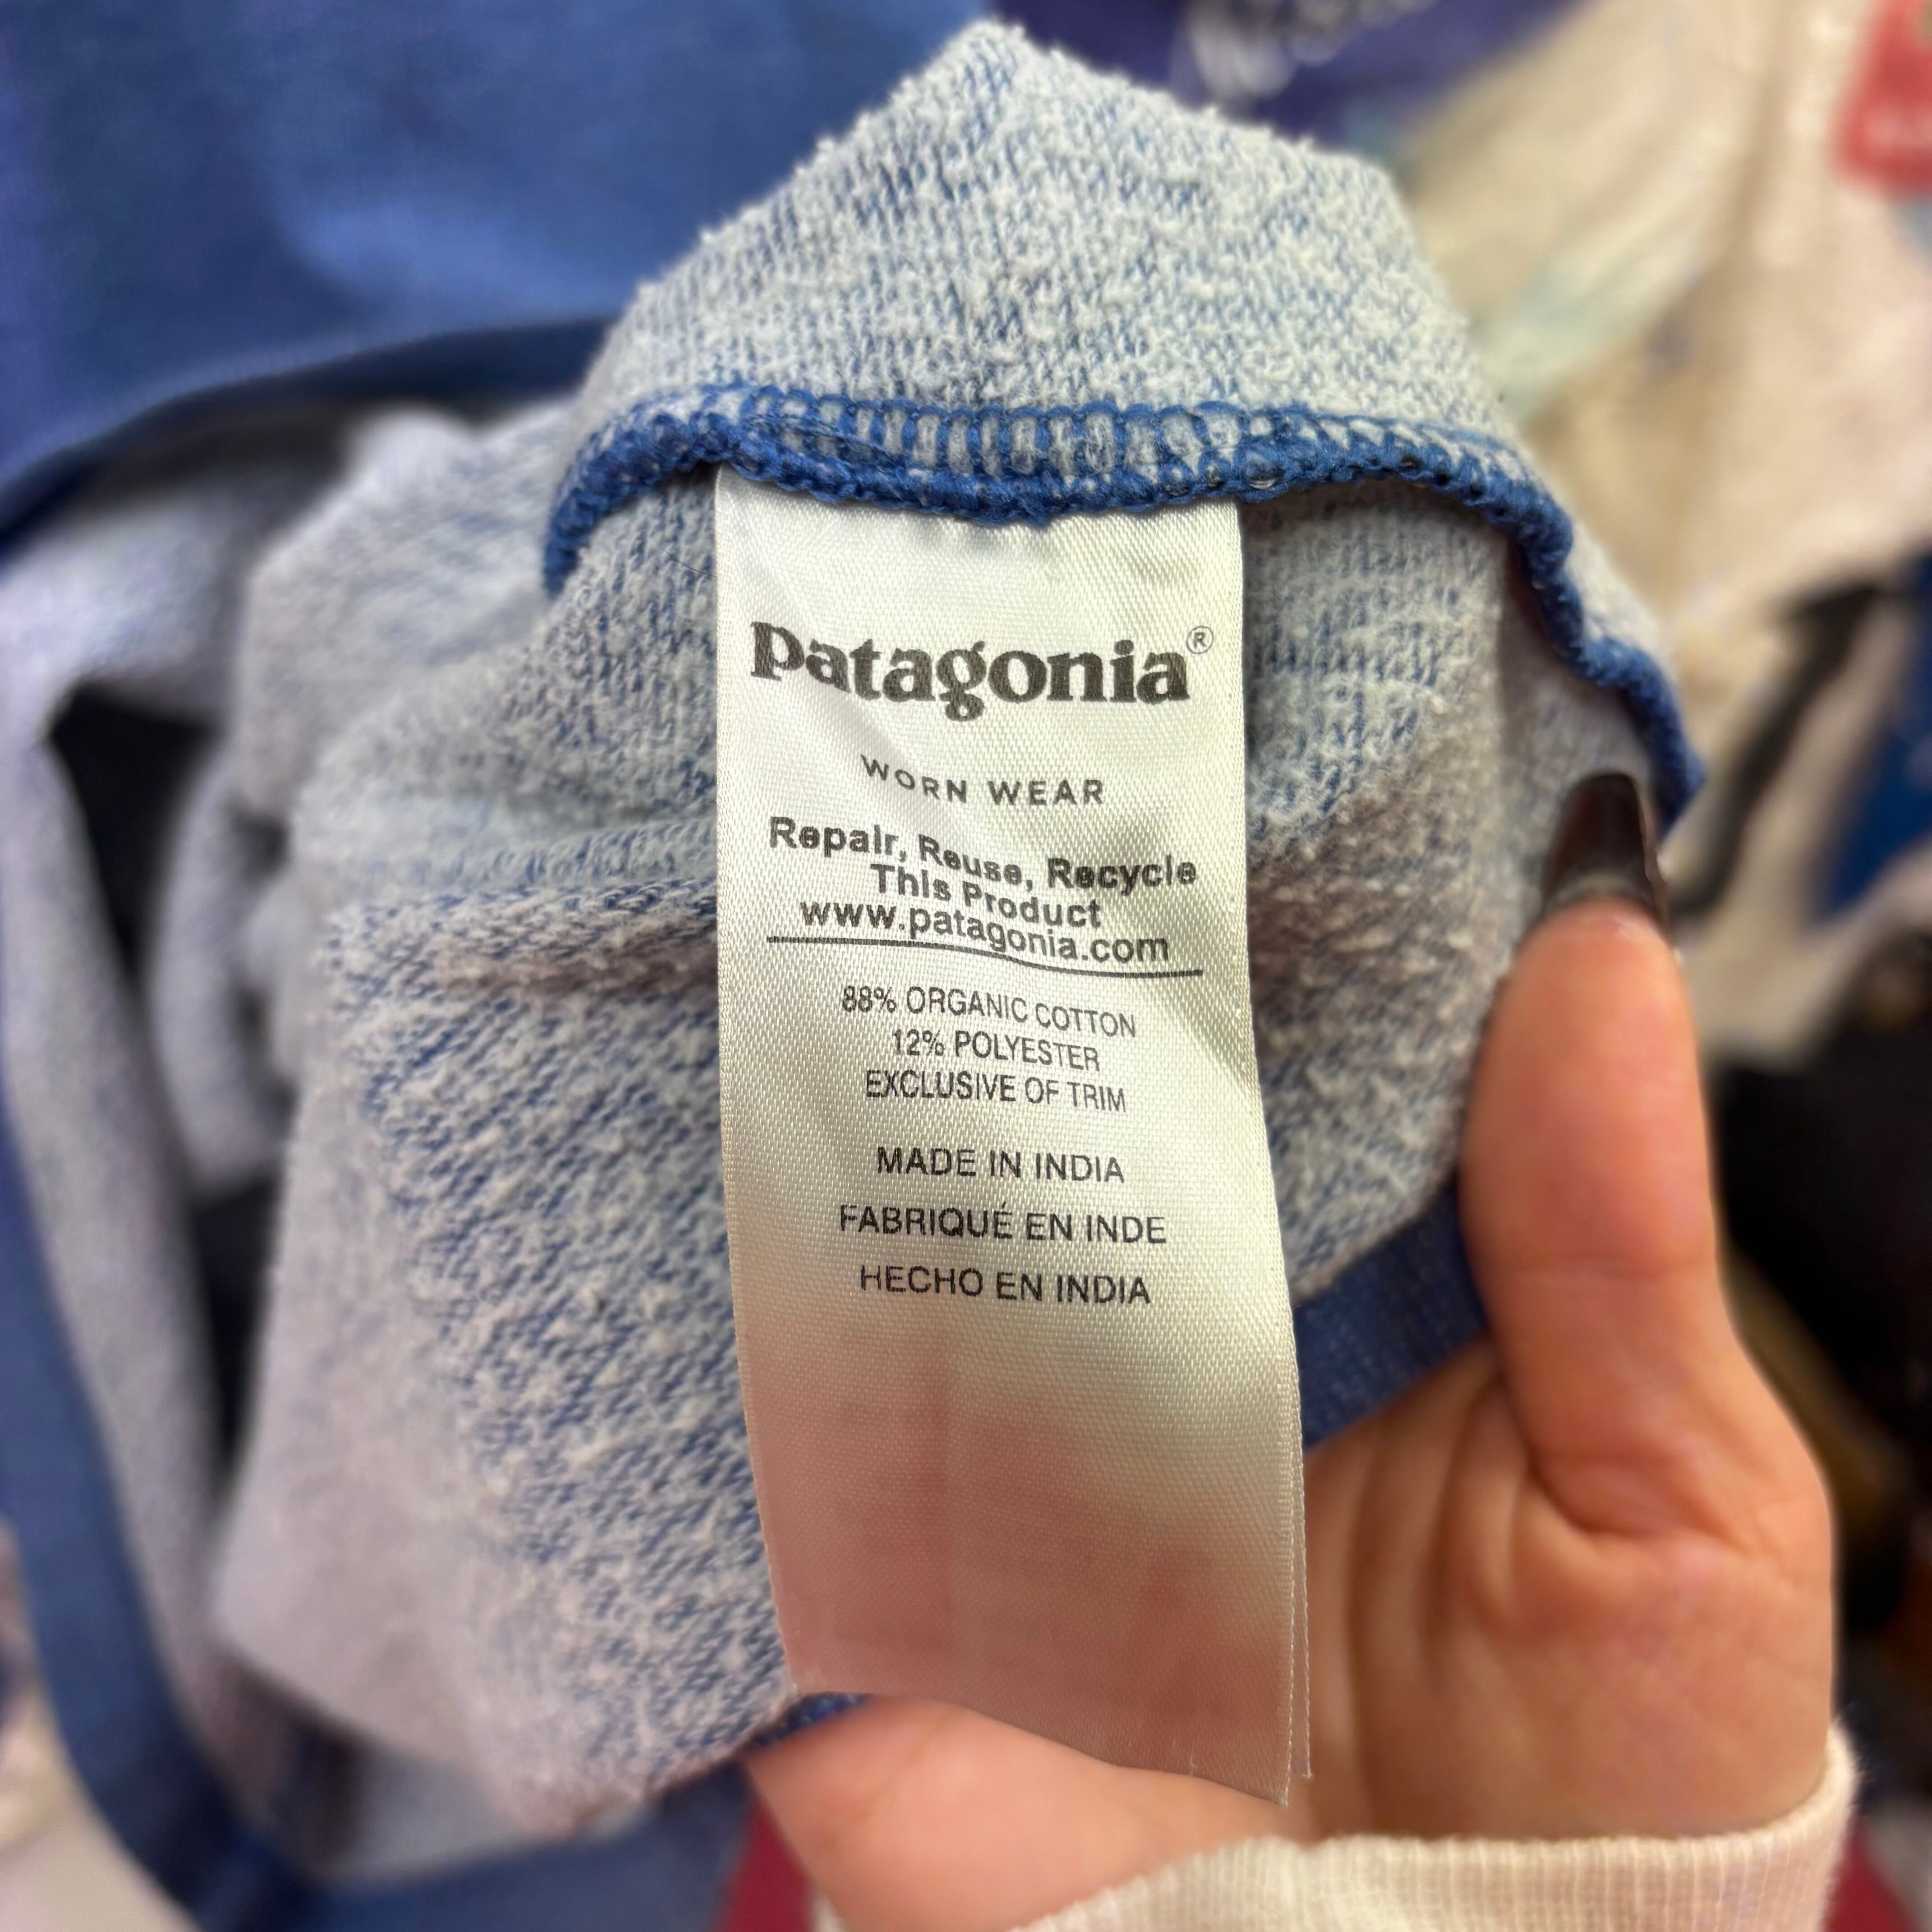 patagonia®
WORN WEAR
Repair, Reuse, Recycle
This Product
www.patagonia.com
88% ORGANIC COTTON
12% POLYESTER
EXCLUSIVE OF TRIM
MADE IN INDIA
FABRIQUÉ EN INDE
HECHO EN INDIA